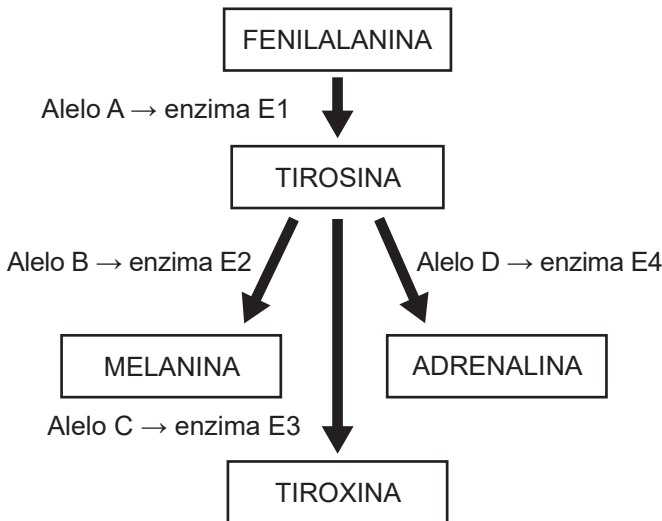 FENILALANINA
Alelo A → enzima E1
TIROSINA
Alelo B → enzima E2
Alelo D → enzima E4
MELANINA
ADRENALINA
Alelo C → enzima E3
TIROXINA